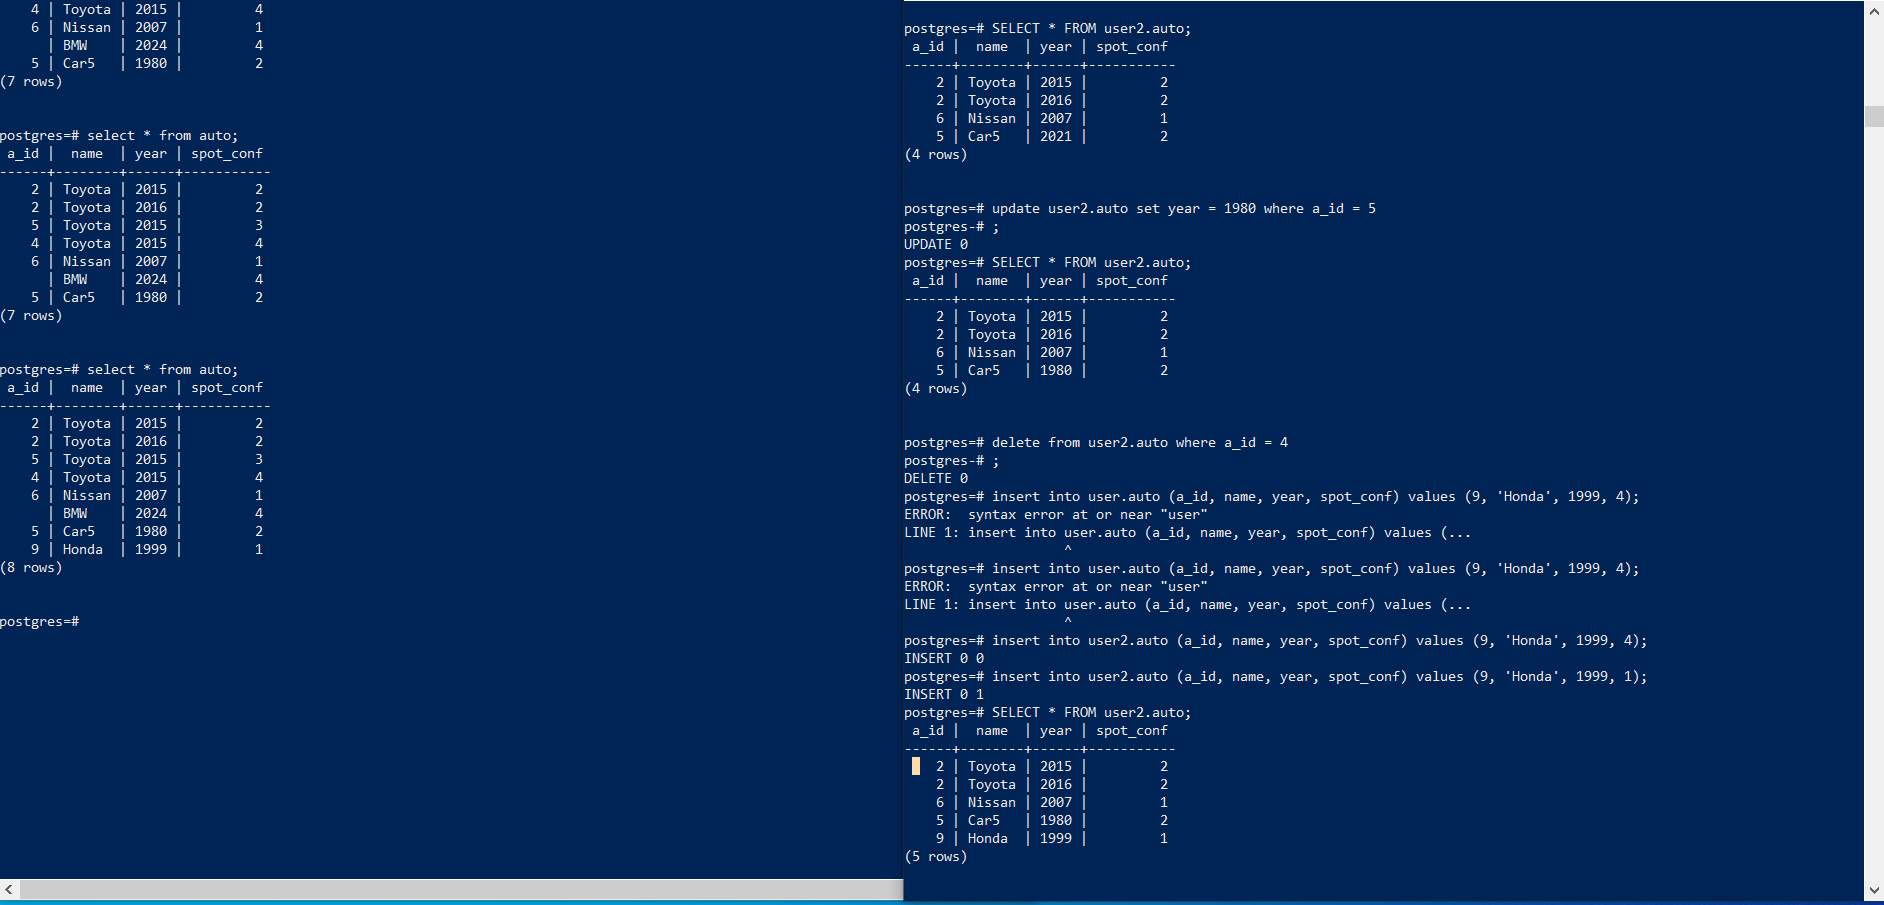 4 | Toyota | 2015 |         4
    6 | Nissan | 2007 |         1
      | BMW    | 2024 |         4
    5 | Car5   | 1980 |         2
(7 rows)
postgres=# select * from auto;
 a_id |  name  | year | spot_conf
------+--------+------+-----------
    2 | Toyota | 2015 |         2
    2 | Toyota | 2016 |         2
    5 | Toyota | 2015 |         3
    4 | Toyota | 2015 |         4
    6 | Nissan | 2007 |         1
      | BMW    | 2024 |         4
    5 | Car5   | 1980 |         2
(7 rows)
postgres=# select * from auto;
 a_id |  name  | year | spot_conf
------+--------+------+-----------
    2 | Toyota | 2015 |         2
    2 | Toyota | 2016 |         2
    5 | Toyota | 2015 |         3
    4 | Toyota | 2015 |         4
    6 | Nissan | 2007 |         1
      | BMW    | 2024 |         4
    5 | Car5   | 1980 |         2
    9 | Honda  | 1999 |         1
(8 rows)
postgres=#
postgres=# SELECT * FROM user2.auto;
 a_id |  name  | year | spot_conf
------+--------+------+-----------
    2 | Toyota | 2015 |         2
    2 | Toyota | 2016 |         2
    6 | Nissan | 2007 |         1
    5 | Car5   | 2021 |         2
(4 rows)
postgres=# update user2.auto set year = 1980 where a_id = 5
postgres-# ;
UPDATE 0
postgres=# SELECT * FROM user2.auto;
 a_id |  name  | year | spot_conf
------+--------+------+-----------
    2 | Toyota | 2015 |         2
    2 | Toyota | 2016 |         2
    6 | Nissan | 2007 |         1
    5 | Car5   | 1980 |         2
(4 rows)
postgres=# delete from user2.auto where a_id = 4
postgres-# ;
DELETE 0
postgres=# insert into user.auto (a_id, name, year, spot_conf) values (9, 'Honda', 1999, 4);
ERROR:  syntax error at or near "user"
LINE 1: insert into user.auto (a_id, name, year, spot_conf) values (...
                    ^
postgres=# insert into user.auto (a_id, name, year, spot_conf) values (9, 'Honda', 1999, 4);
ERROR:  syntax error at or near "user"
LINE 1: insert into user.auto (a_id, name, year, spot_conf) values (...
                    ^
postgres=# insert into user2.auto (a_id, name, year, spot_conf) values (9, 'Honda', 1999, 4);
INSERT 0 0
postgres=# insert into user2.auto (a_id, name, year, spot_conf) values (9, 'Honda', 1999, 1);
INSERT 0 1
postgres=# SELECT * FROM user2.auto;
 a_id |  name  | year | spot_conf
------+--------+------+-----------
    2 | Toyota | 2015 |         2
    2 | Toyota | 2016 |         2
    6 | Nissan | 2007 |         1
    5 | Car5   | 1980 |         2
    9 | Honda  | 1999 |         1
(5 rows)